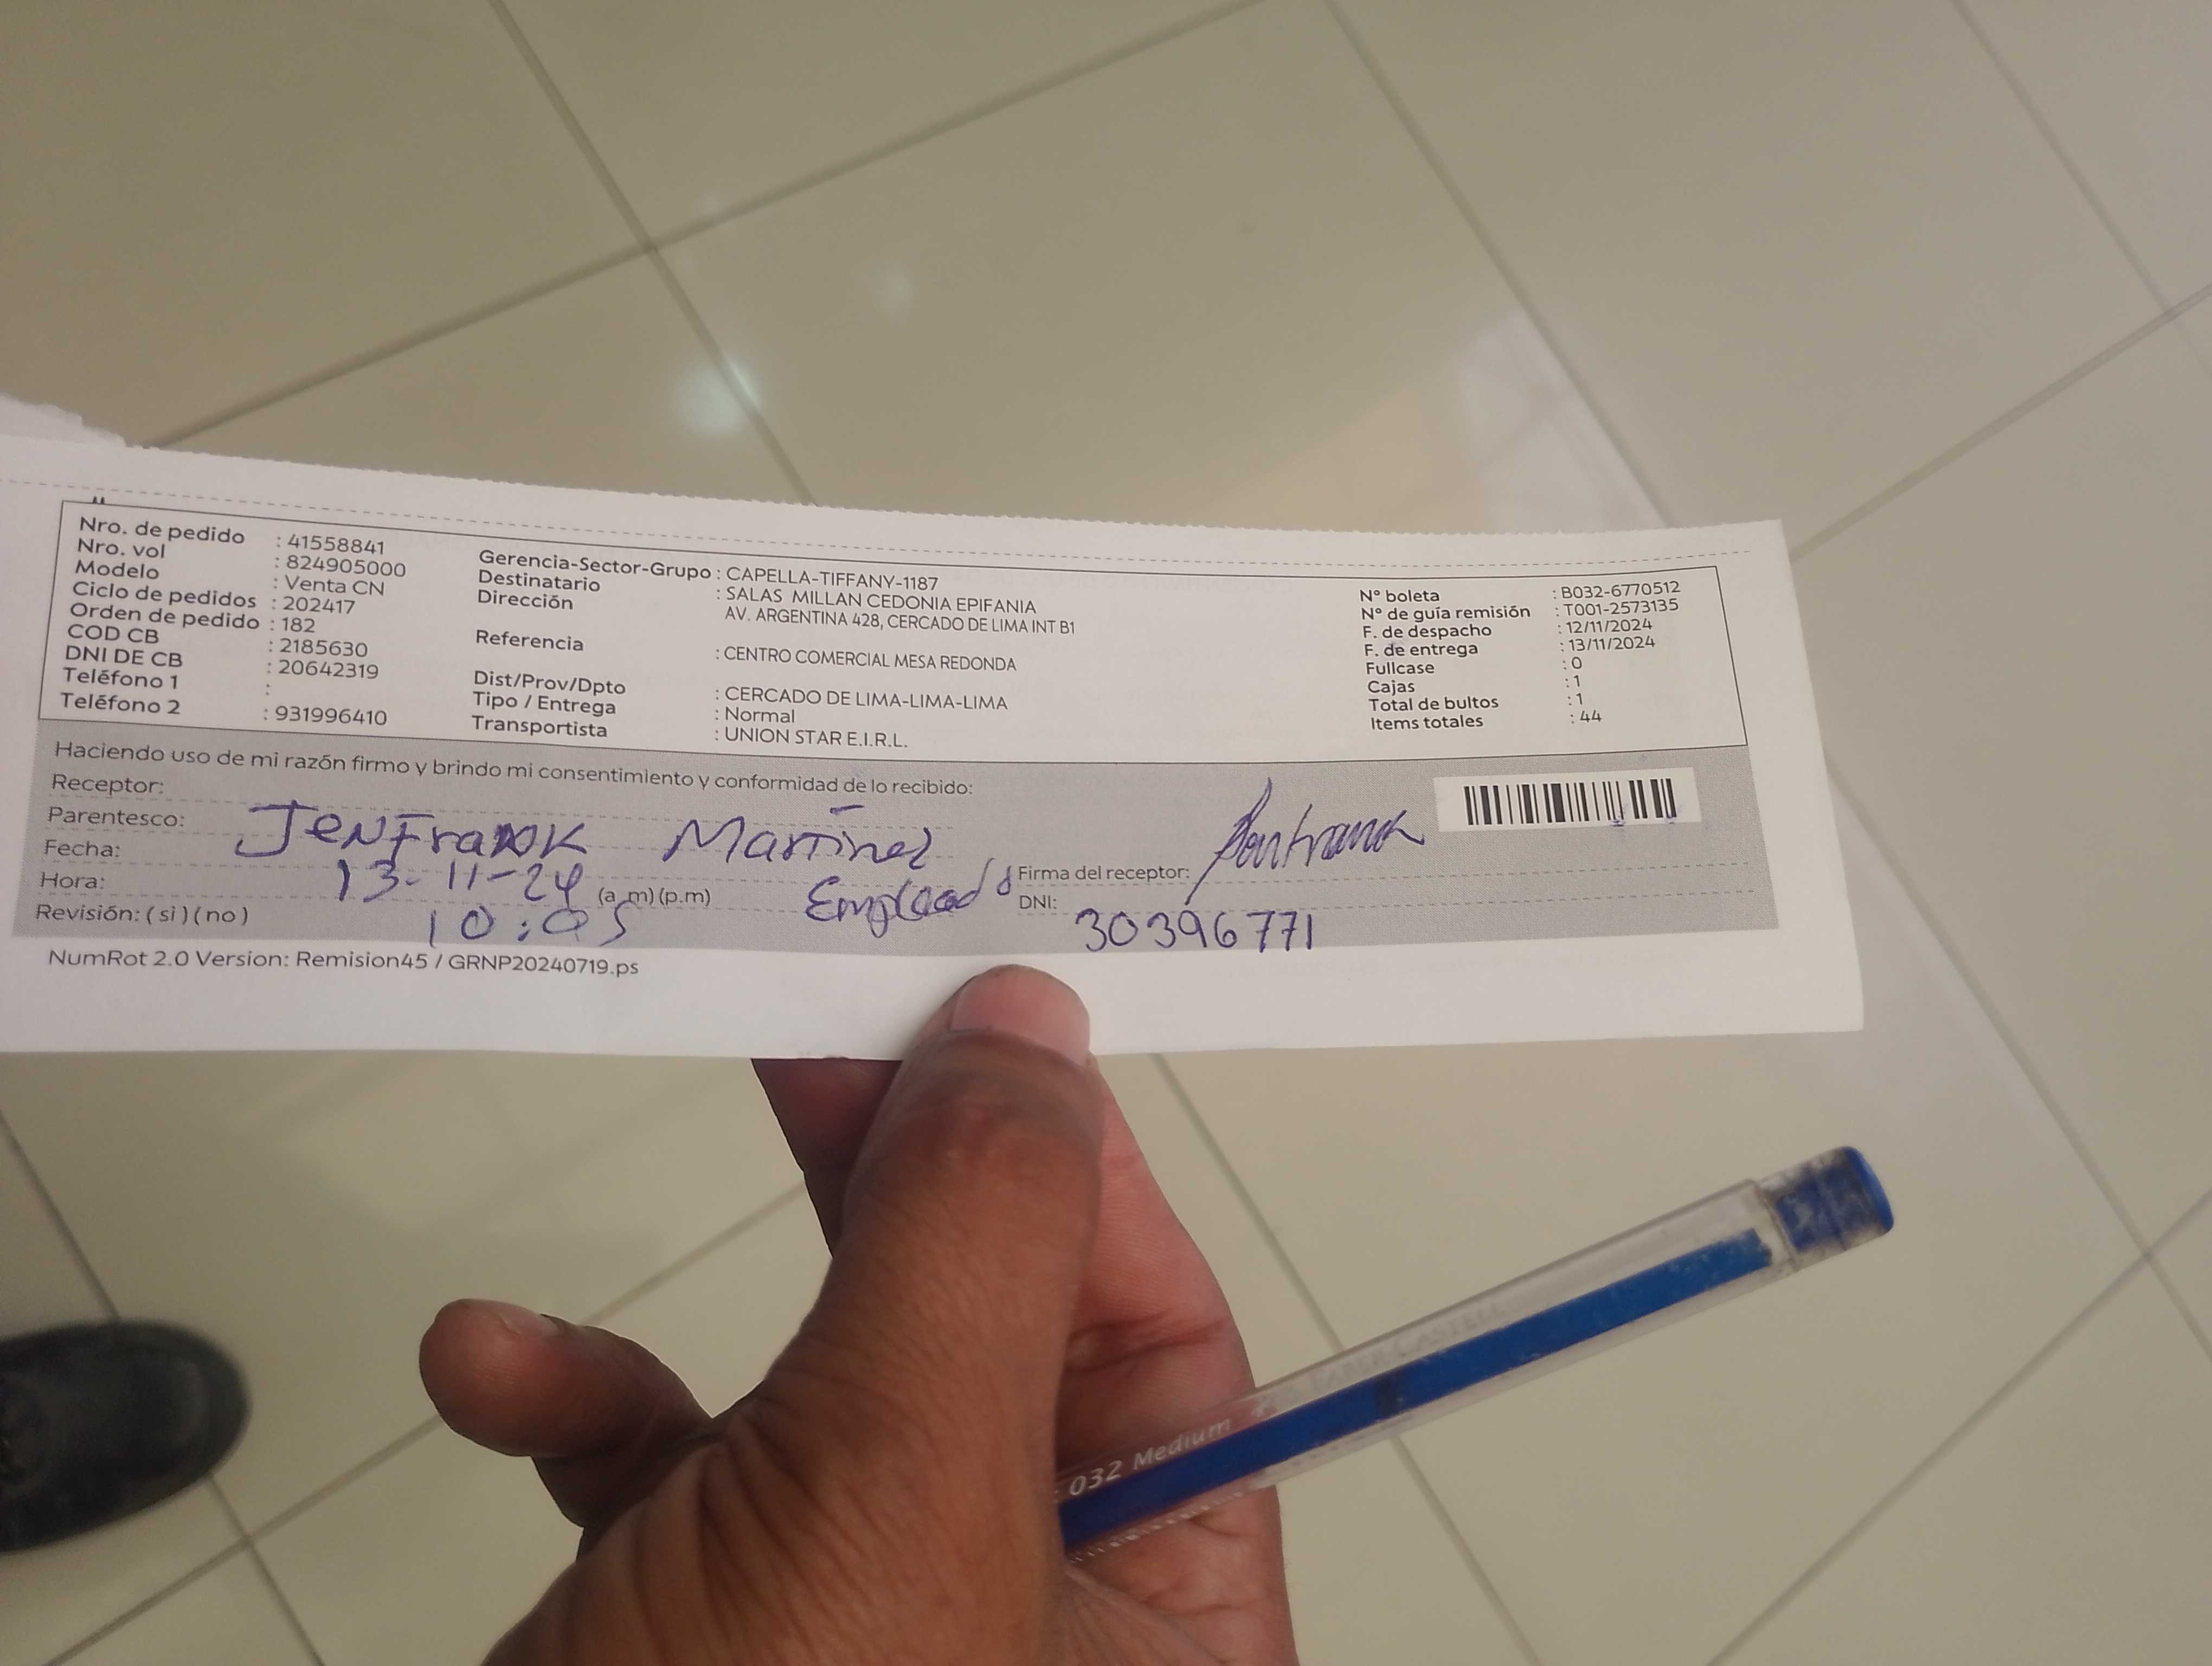 Nro. de pedido : 41558841
Nro. vol : 824905000
Modelo : Venta CN
Ciclo de pedidos : 202417
Orden de pedido : 182
COD CB : 2185630
DNI DE CB : 20642319
Teléfono 1 :
Teléfono 2 : 931996410
Gerencia-Sector-Grupo : CAPELLA-TIFFANY-1187
Destinatario : SALAS MILLAN CEDONIA EPIFANIA
Dirección AV. ARGENTINA 428, CERCADO DE LIMA INT B1
Referencia : CENTRO COMERCIAL MESA REDONDA
Dist/Prov/Dpto : CERCADO DE LIMA-LIMA-LIMA
Tipo / Entrega : Normal
Transportista : UNION STAR E.I.R.L.
N° boleta : B032-6770512
N° de guía remisión : T001-2573135
F. de despacho : 12/11/2024
F. de entrega : 13/11/2024
Fullcase : 0
Cajas : 1
Total de bultos : 1
Items totales : 44
Haciendo uso de mi razón firmo y brindo mi consentimiento y conformidad de lo recibido:
Receptor:
Parentesco: JenFrank Martinez
Fecha: 13-11-24
Hora: 10:05 (a.m) (p.m)
Empleado
Revisión: ( si ) ( no )
Firma del receptor:
DNI: 30396771
NumRot 2.0 Version: Remision45 / GRNP20240719.ps
FABER-CASTELL
032 Medium